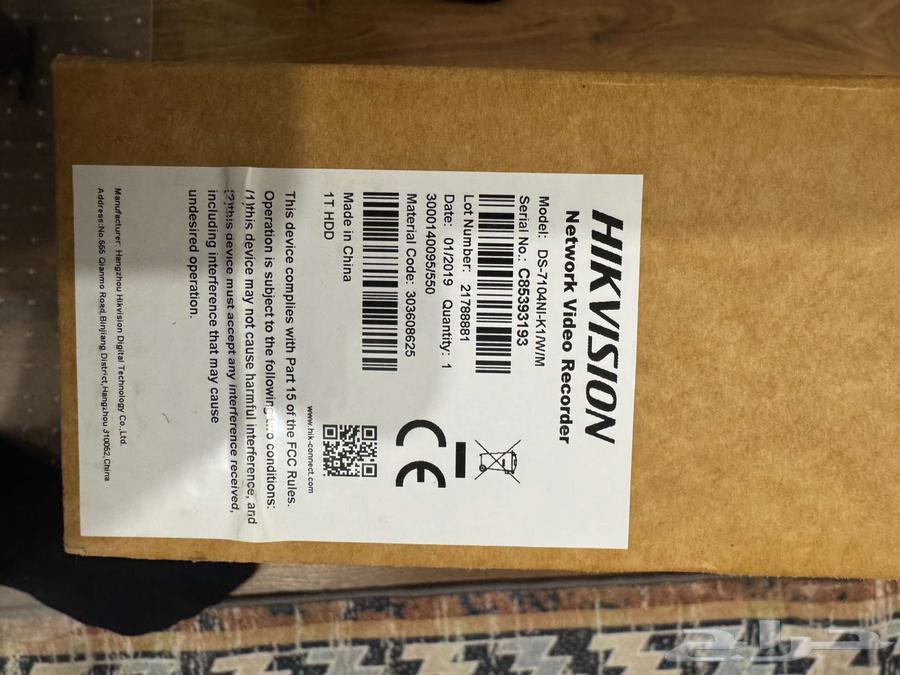 HIKVISION
Network Video Recorder
Model: DS-7104NI-K1/W/M
Serial No.: C85393193
Lot Number: 21788881
Date: 01/2019 Quantity: 1
3000140095/550
Material Code: 303608625
Made in China
1T HDD
www.hik-connect.com
This device complies with Part 15 of the FCC Rules.
Operation is subject to the following two conditions:
(1)this device may not cause harmful interference, and
(2)this device must accept any interference received,
including interference that may cause
undesired operation.
Manufacturer: Hangzhou Hikvision Digital Technology Co.,Ltd.
Address:No.565 Qianmo Road,Binjiang District,Hangzhou 310052,China
حراج